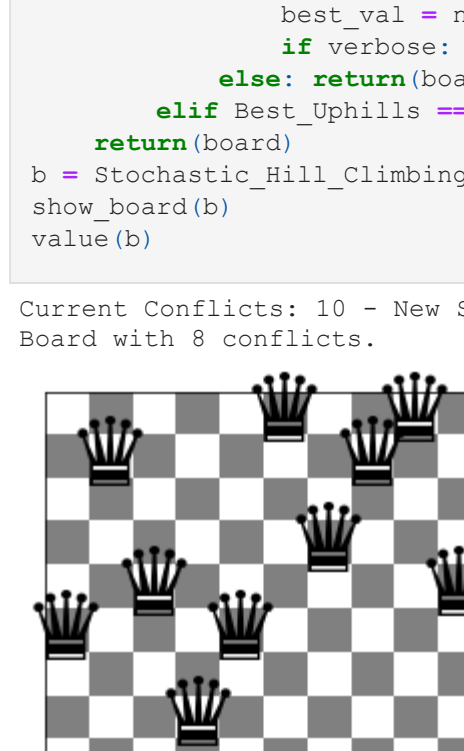 best_val = n
if verbose:
else: return(boa
elif Best_Uphills ==
return(board)
b = Stochastic_Hill_Climbing
show_board(b)
value(b)
Current Conflicts: 10 - New S
Board with 8 conflicts.